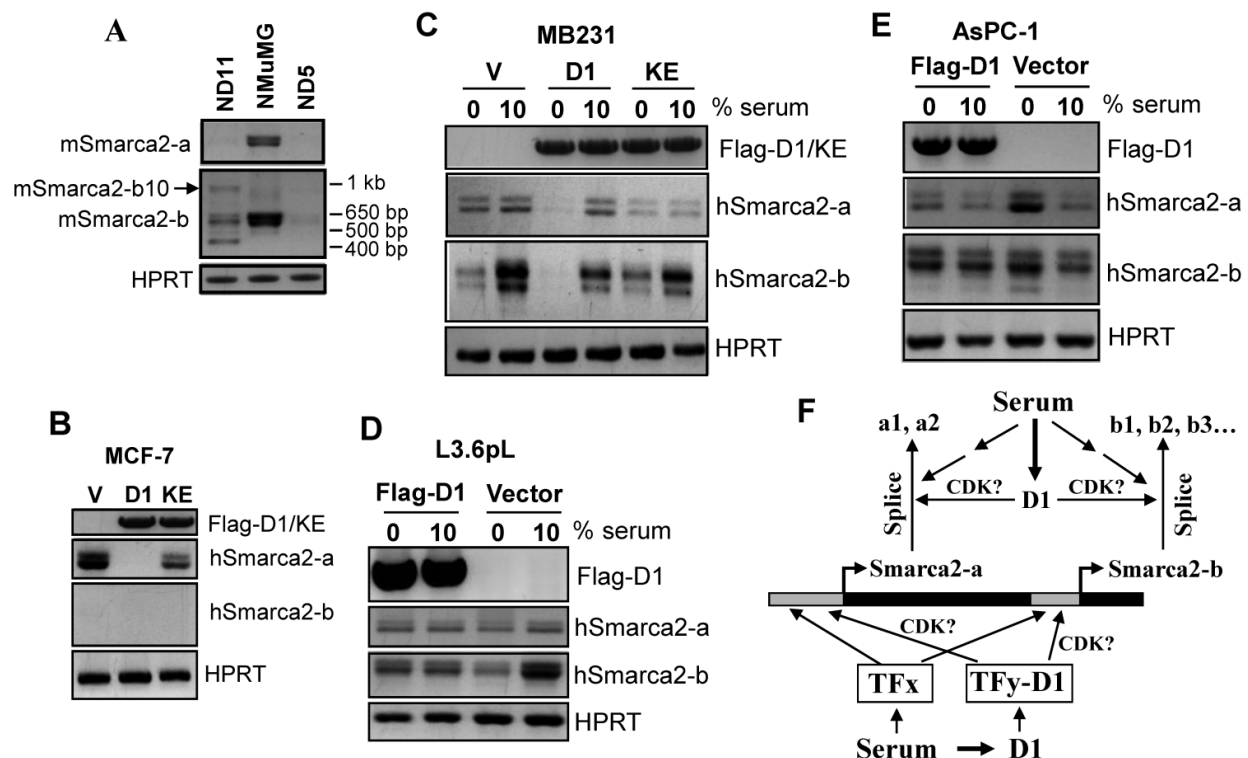 A
ND11 NMuMG ND5
mSmarca2-a
mSmarca2-b10
mSmarca2-b
1 kb
650 bp
500 bp
400 bp
HPRT
B
MCF-7
V D1 KE
Flag-D1/KE
hSmarca2-a
hSmarca2-b
HPRT
C
MB231
V D1 KE
0 10 0 10 0 10 % serum
Flag-D1/KE
hSmarca2-a
hSmarca2-b
HPRT
D
L3.6pL
Flag-D1 Vector
0 10 0 10 % serum
Flag-D1
hSmarca2-a
hSmarca2-b
HPRT
E
AsPC-1
Flag-D1 Vector
0 10 0 10 % serum
Flag-D1
hSmarca2-a
hSmarca2-b
HPRT
F
Serum
a1, a2 b1, b2, b3...
CDK? D1 CDK?
Splice Splice
Smarca2-a Smarca2-b
CDK? CDK?
TFx TFy-D1
Serum D1